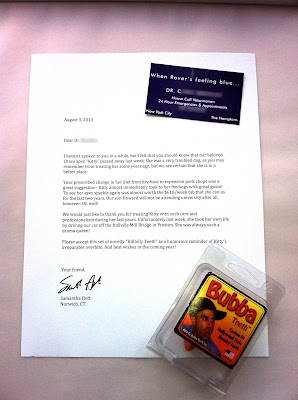 When Rover's feeling blue...
DR. C
House Call Veterinarian
24 Hour Emergencies & Appointments
New York City
The Hamptons
August 3, 2010
Dear Dr.
I haven't spoken to you in a while, but I felt that you should know that our beloved
Lhasa apso "Kitty" passed away last week. She was a very troubled dog, as you may
remember from treating her some years ago, but we are certain that she is in a
better place.
Your prescribed change in her diet from dry food to expensive pork chops was a
great suggestion– Kitty almost immediately took to her feedings with great gusto!
To see her eyes sparkle again was almost worth the $610/week tab that she ran us
for the last two years. Our son Howard will not be attending university after all,
however. Oh well!
We would just like to thank you for treating Kitty with such care and
professionalism during her last years. Unfortunately last week, she took her own life
by driving our car off the Hallville Mill Bridge in Preston. She was always such a
drama queen!
Please accept this set of novelty "Hillbilly Teeth" as a humorous reminder of Kitty's
irreparable overbite. And best wishes in the coming year!
Your friend,
Samantha Holt
Norwich, CT
Bubba
Teeth